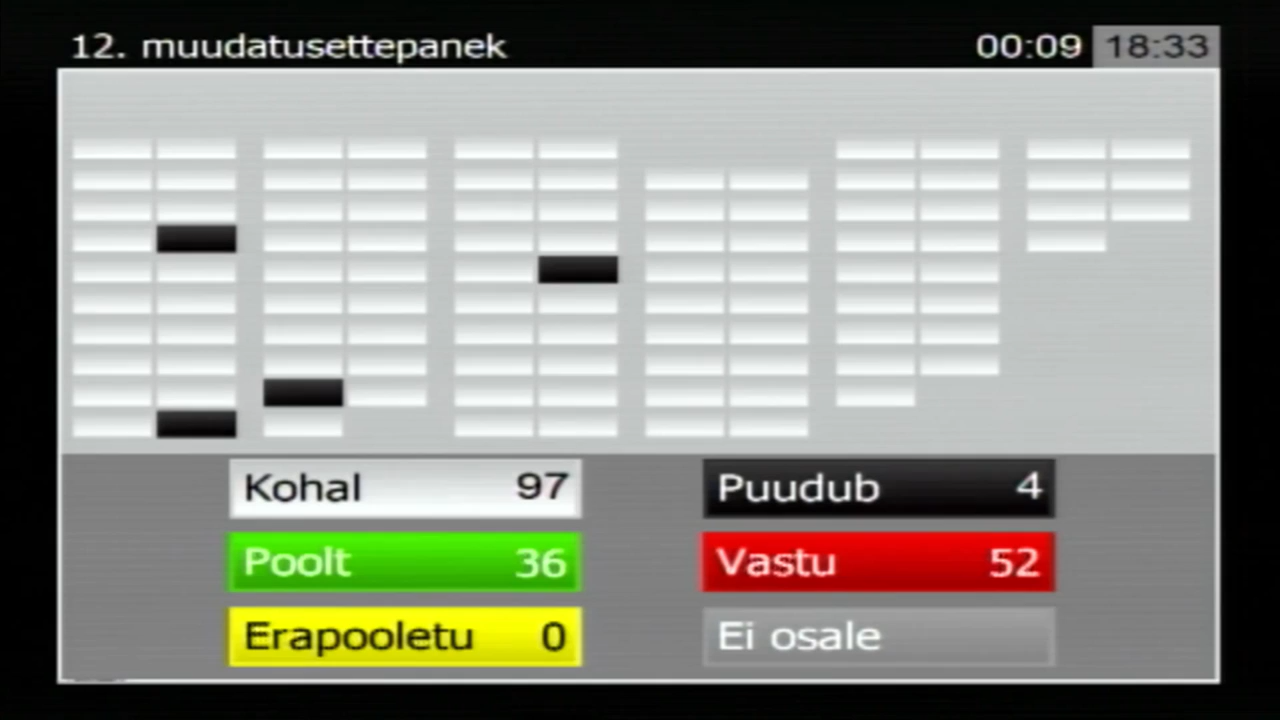 12. muudatusettepanek 00:09 18:33
Kohal 97 Puudub 4
Poolt 36 Vastu 52
Erapooletu 0 Ei osale